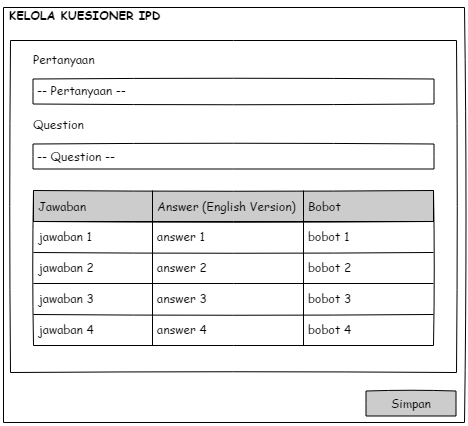 KELOLA KUESIONER IPD
Pertanyaan
-- Pertanyaan --
Question
-- Question --
Jawaban Answer (English Version) Bobot
jawaban 1 answer 1 bobot 1
jawaban 2 answer 2 bobot 2
jawaban 3 answer 3 bobot 3
jawaban 4 answer 4 bobot 4
Simpan